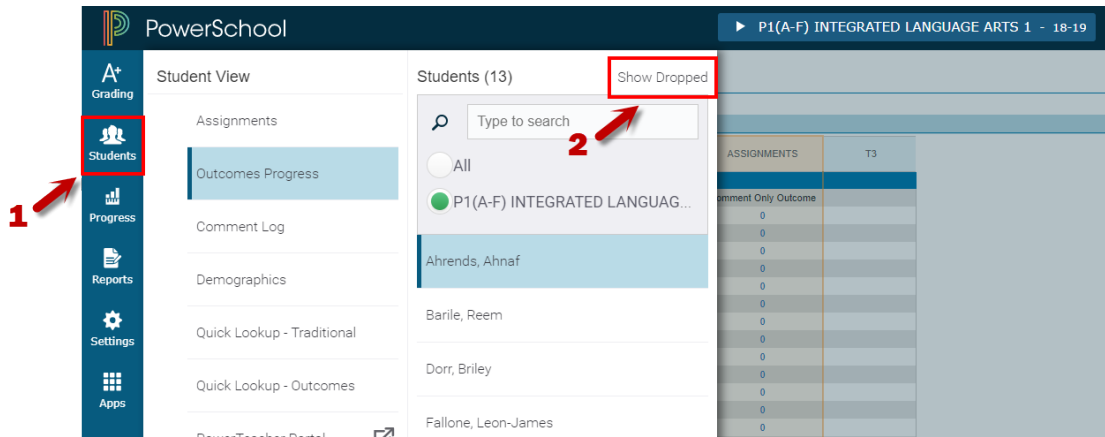 PowerSchool
P1(A-F) INTEGRATED LANGUAGE ARTS 1 - 18-19
A+
Grading
Students
Progress
Reports
Settings
Apps
1
Student View
Assignments
Outcomes Progress
Comment Log
Demographics
Quick Lookup - Traditional
Quick Lookup - Outcomes
PowerTeacher Portal
Students (13)
Show Dropped
2
Type to search
All
P1(A-F) INTEGRATED LANGUAG...
Ahrends, Ahnaf
Barile, Reem
Dorr, Briley
Fallone, Leon-James
ASSIGNMENTS
T3
omment Only Outcome
0
0
0
0
0
0
0
0
0
0
0
0
0